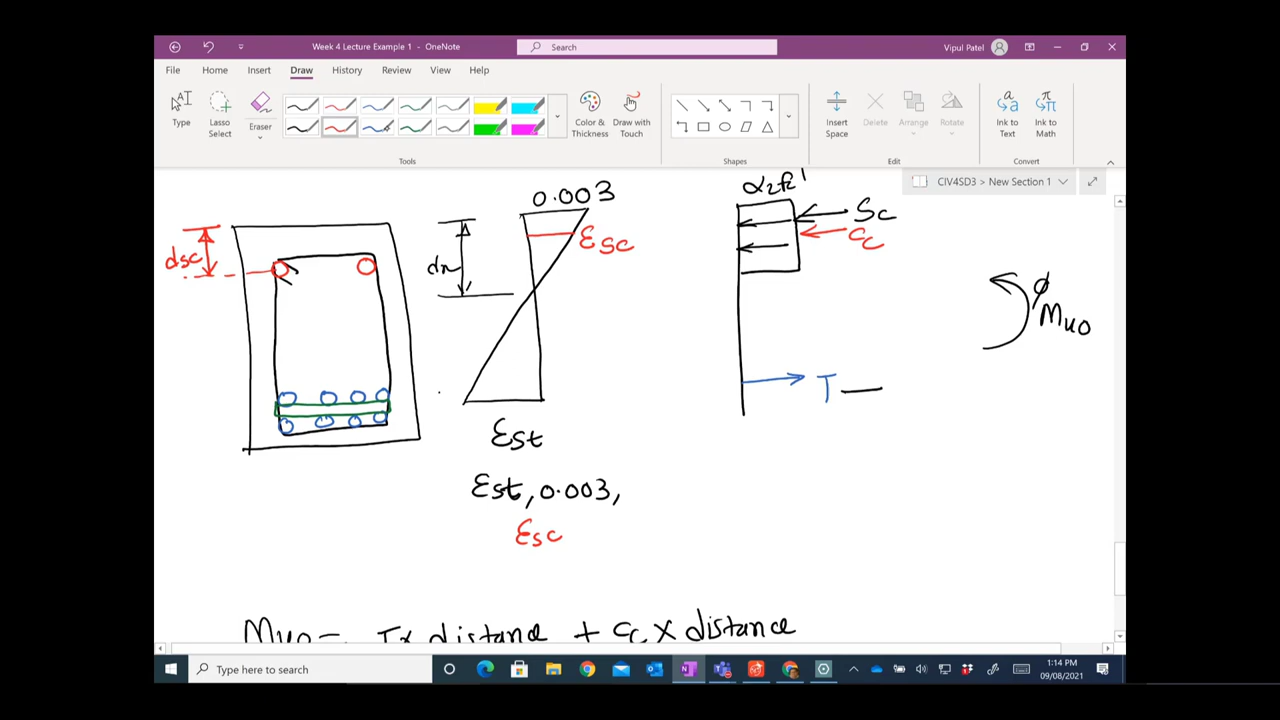 Week 4 Lecture Example 1 - OneNote
Search
Vipul Patel
File Home Insert Draw History Review View Help
Type
Lasso Select
Eraser
Color & Thickness
Draw with Touch
Insert Space
Delete
Arrange
Rotate
Ink to Text
Ink to Math
Tools
Shapes
Edit
Convert
CIV4SD3 > New Section 1
0.003
α2fc'
dsc
εsc
dn
Sc
Cc
ϕ
Muo
T
εst
εst, 0.003,
εsc
Muo = Tx distance + Cc x distance
Type here to search
1:14 PM
09/08/2021